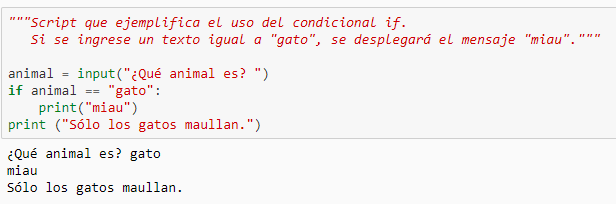 """Script que ejemplifica el uso del condicional if.
   Si se ingrese un texto igual a "gato", se desplegará el mensaje "miau"."""
animal = input("¿Qué animal es? ")
if animal == "gato":
    print("miau")
print ("Sólo los gatos maullan.")
¿Qué animal es? gato
miau
Sólo los gatos maullan.